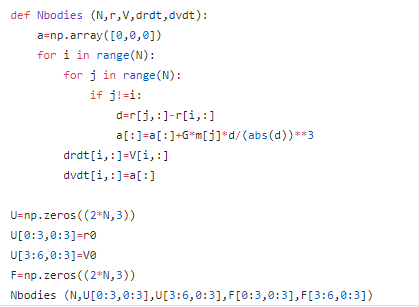 def Nbodies (N,r,V,drdt,dvdt):
    a=np.array([0,0,0])
    for i in range(N):
        for j in range(N):
            if j!=i:
                d=r[j,:]-r[i,:]
                a[:]=a[:]+G*m[j]*d/(abs(d))**3
        drdt[i,:]=V[i,:]
        dvdt[i,:]=a[:]

U=np.zeros((2*N,3))
U[0:3,0:3]=r0
U[3:6,0:3]=V0
F=np.zeros((2*N,3))
Nbodies (N,U[0:3,0:3],U[3:6,0:3],F[0:3,0:3],F[3:6,0:3])